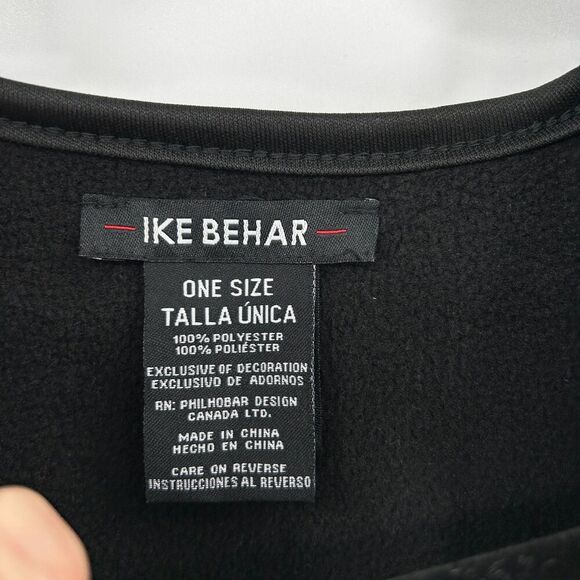 IKE BEHAR
ONE SIZE
TALLA ÚNICA
100% POLYESTER
100% POLIÉSTER
EXCLUSIVE OF DECORATION
EXCLUSIVO DE ADORNOS
RN: PHILHOBAR DESIGN
CANADA LTD.
MADE IN CHINA
HECHO EN CHINA
CARE ON REVERSE
INSTRUCCIONES AL REVERSO